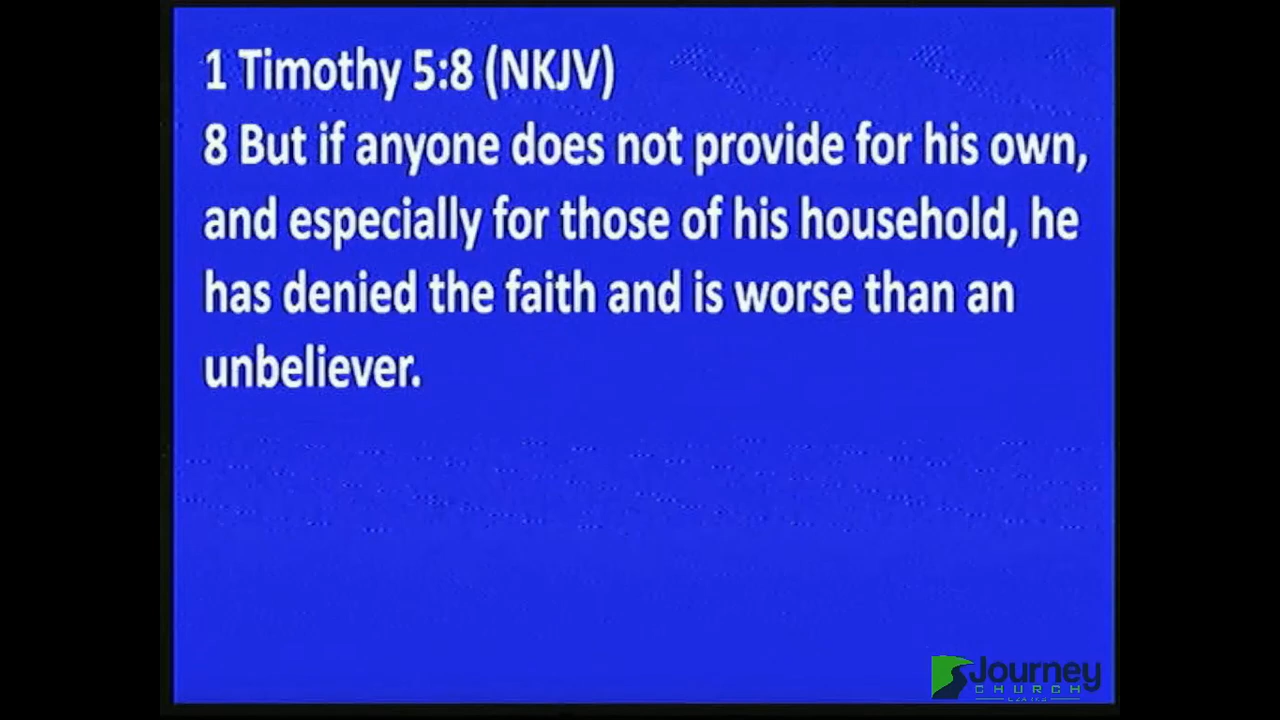 1 Timothy 5:8 (NKJV)
8 But if anyone does not provide for his own,
and especially for those of his household, he
has denied the faith and is worse than an
unbeliever.
Journey
CHURCH